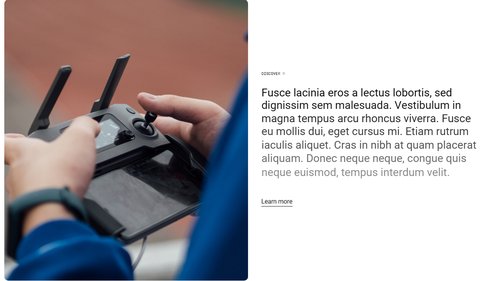 DISCOVER
Fusce lacinia eros a lectus lobortis, sed
dignissim sem malesuada. Vestibulum in
magna tempus arcu rhoncus viverra. Fusce
eu mollis dui, eget cursus mi. Etiam rutrum
iaculis aliquet. Cras in nibh at quam placerat
aliquam. Donec neque neque, congue quis
neque euismod, tempus interdum velit.
Learn more